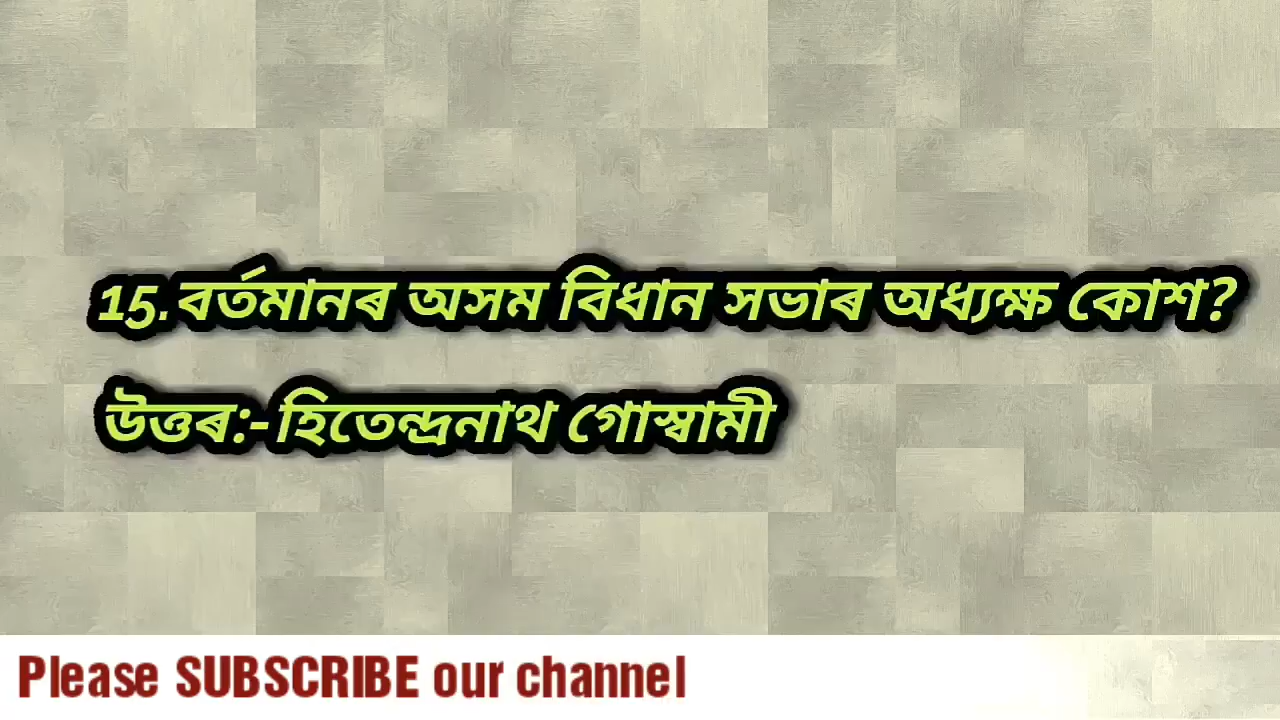 15.বৰ্তমানৰ অসম বিধান সভাৰ অধ্যক্ষ কোশ?
উত্তৰ:-হিতেন্দ্ৰনাথ গোস্বামী
Please SUBSCRIBE our channel